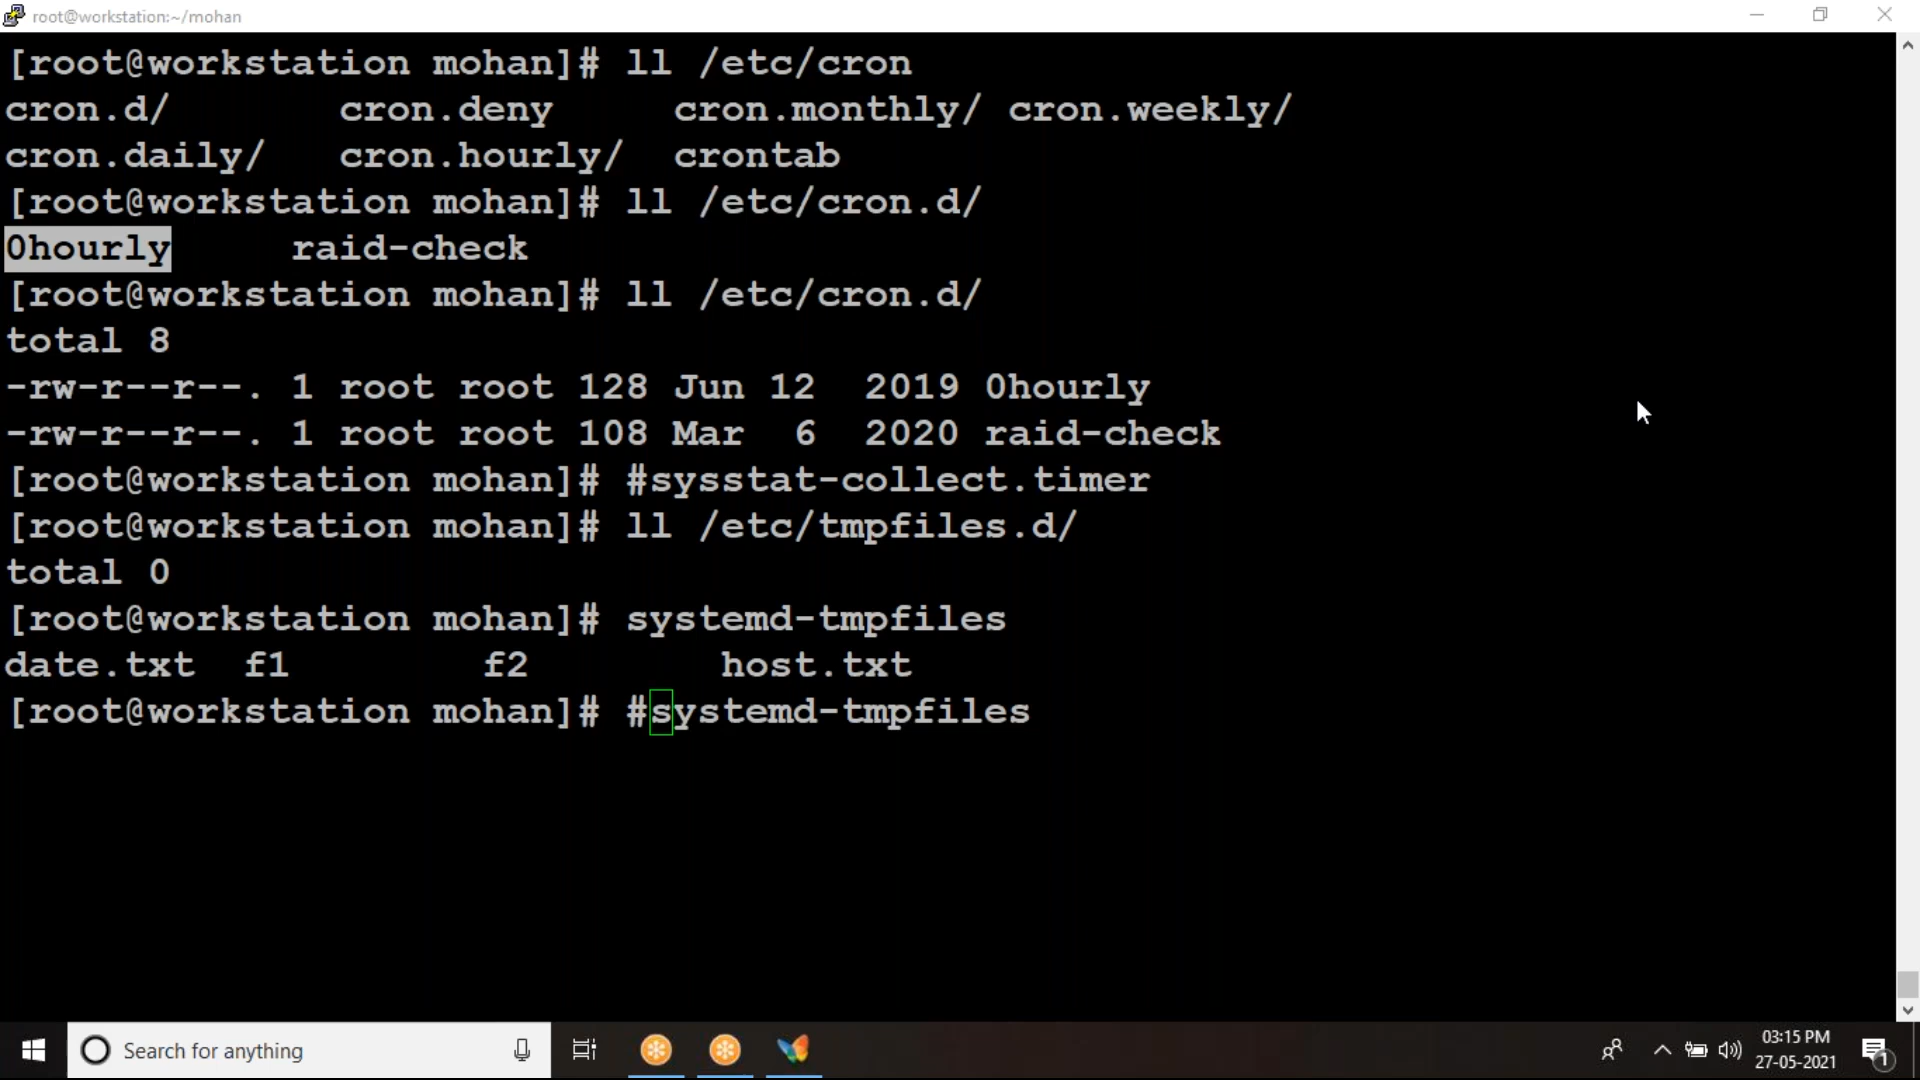 root@workstation:~/mohan
[root@workstation mohan]# ll /etc/cron
cron.d/ cron.deny cron.monthly/ cron.weekly/
cron.daily/ cron.hourly/ crontab
[root@workstation mohan]# ll /etc/cron.d/
0hourly raid-check
[root@workstation mohan]# ll /etc/cron.d/
total 8
-rw-r--r--. 1 root root 128 Jun 12 2019 0hourly
-rw-r--r--. 1 root root 108 Mar 6 2020 raid-check
[root@workstation mohan]# #sysstat-collect.timer
[root@workstation mohan]# ll /etc/tmpfiles.d/
total 0
[root@workstation mohan]# systemd-tmpfiles
date.txt f1 f2 host.txt
[root@workstation mohan]# #systemd-tmpfiles
Search for anything
03:15 PM
27-05-2021
1